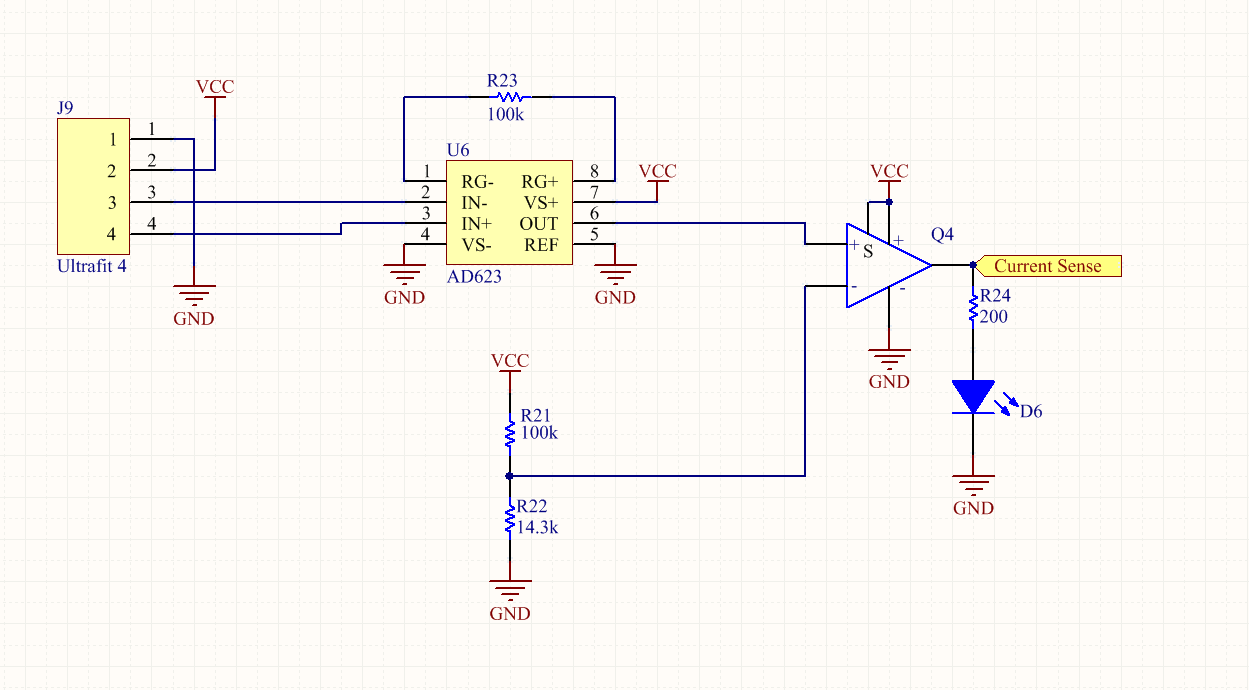 J9
1
2
3
4
1
2
3
4
Ultrafit 4
VCC
GND
R23
100k
U6
1
2
3
4
RG-
IN-
IN+
VS-
RG+
VS+
OUT
REF
8
7
6
5
AD623
GND
GND
VCC
VCC
R21
100k
R22
14.3k
GND
VCC
+
S
+
-
-
Q4
GND
Current Sense
R24
200
D6
GND